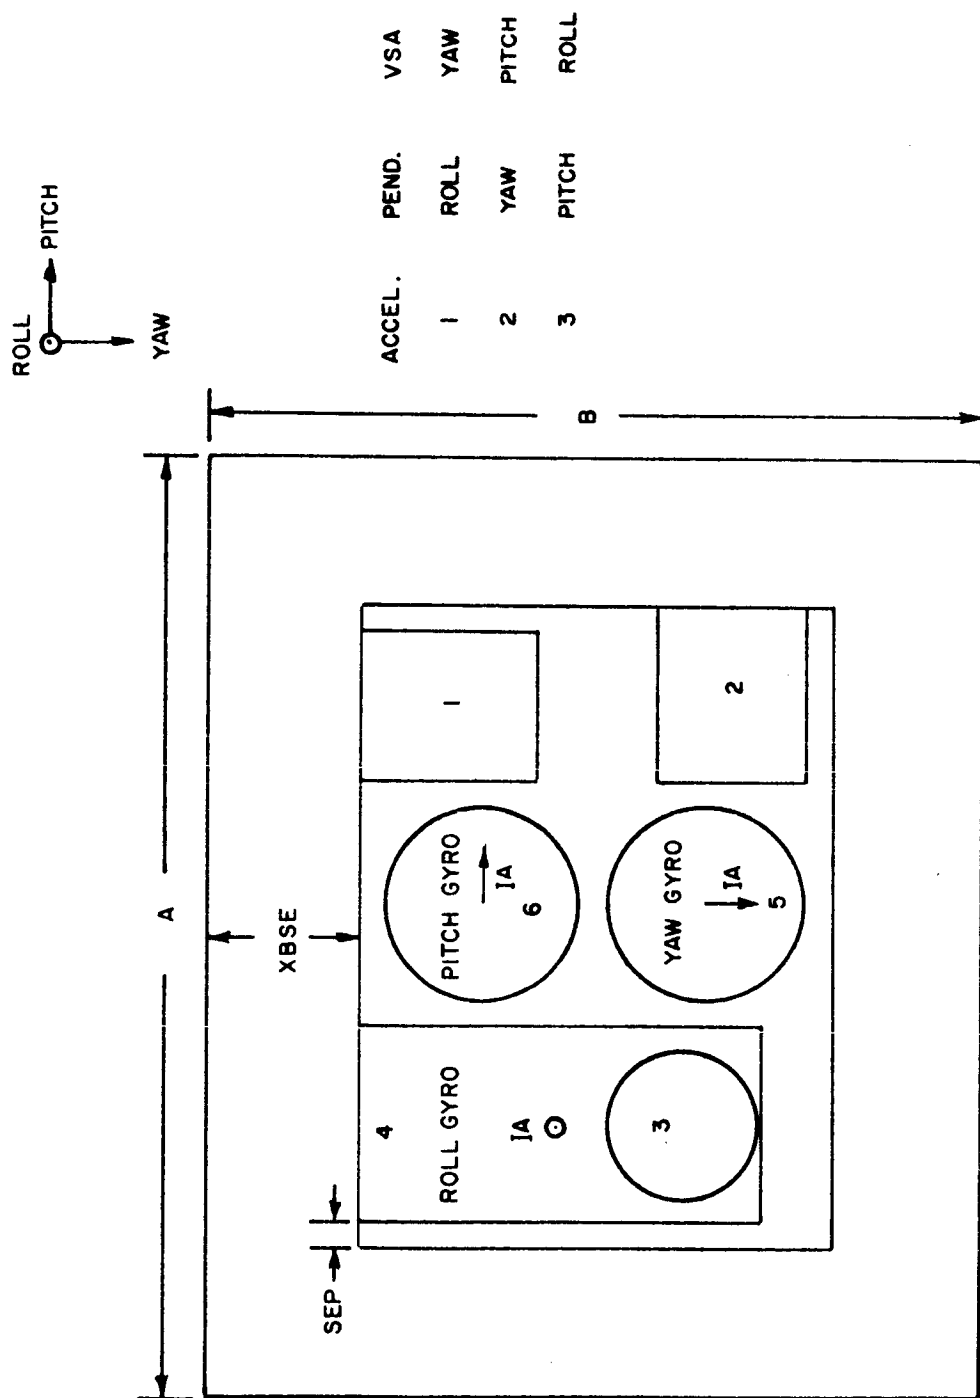 ROLL
PITCH
YAW
ACCEL. PEND. VSA
1 ROLL YAW
2 YAW PITCH
3 PITCH ROLL
A
B
XBSE
SEP
4
ROLL GYRO
IA
3
PITCH GYRO
IA
6
YAW GYRO
IA
5
1
2